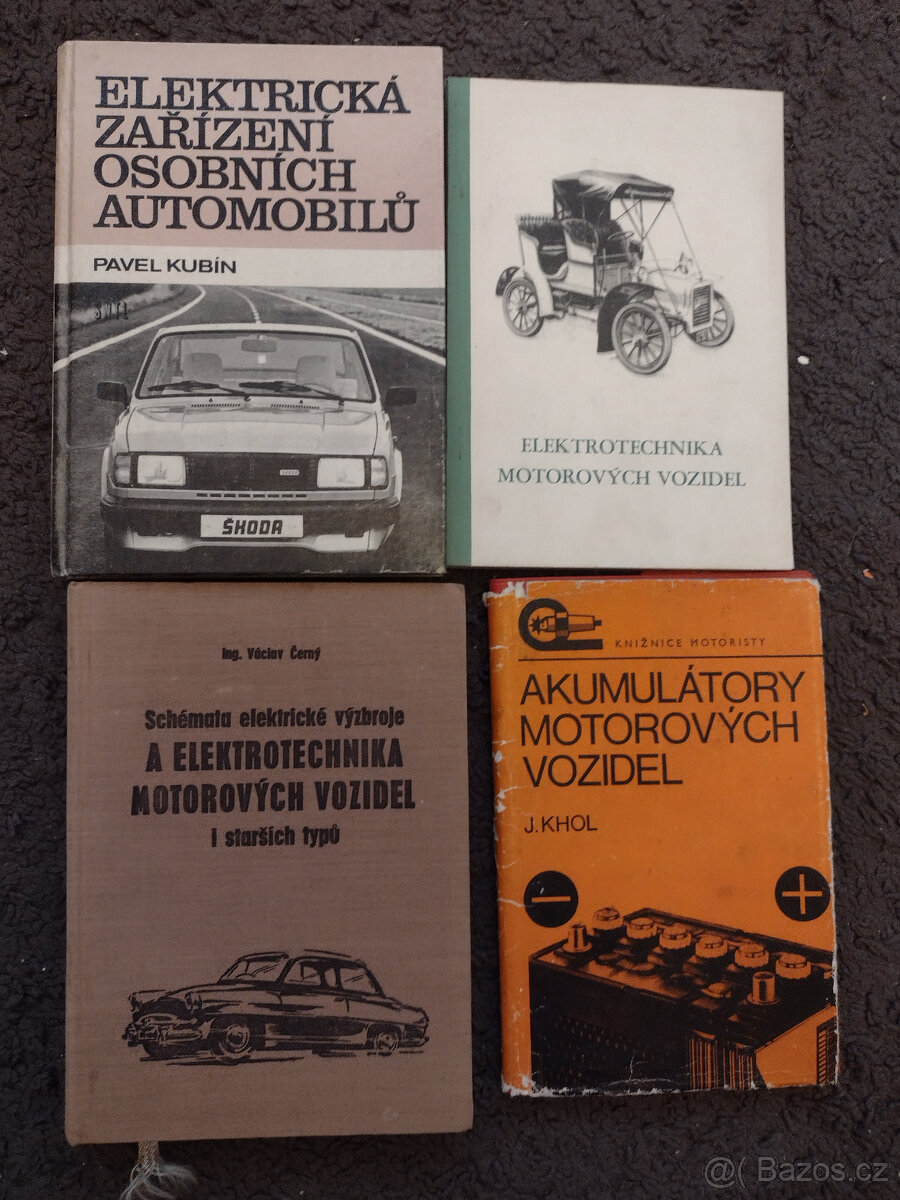 ELEKTRICKÁ
ZAŘÍZENÍ
OSOBNÍCH
AUTOMOBILŮ
PAVEL KUBÍN
SNTL
ŠKODA
ELEKTROTECHNIKA
MOTOROVÝCH VOZIDEL
Ing. Václav Černý
Schémata elektrické výzbroje
A ELEKTROTECHNIKA
MOTOROVÝCH VOZIDEL
i starších typů
KNIŽNICE MOTORISTY
AKUMULÁTORY
MOTOROVÝCH
VOZIDEL
J. KHOL
− +
@( Bazos.cz